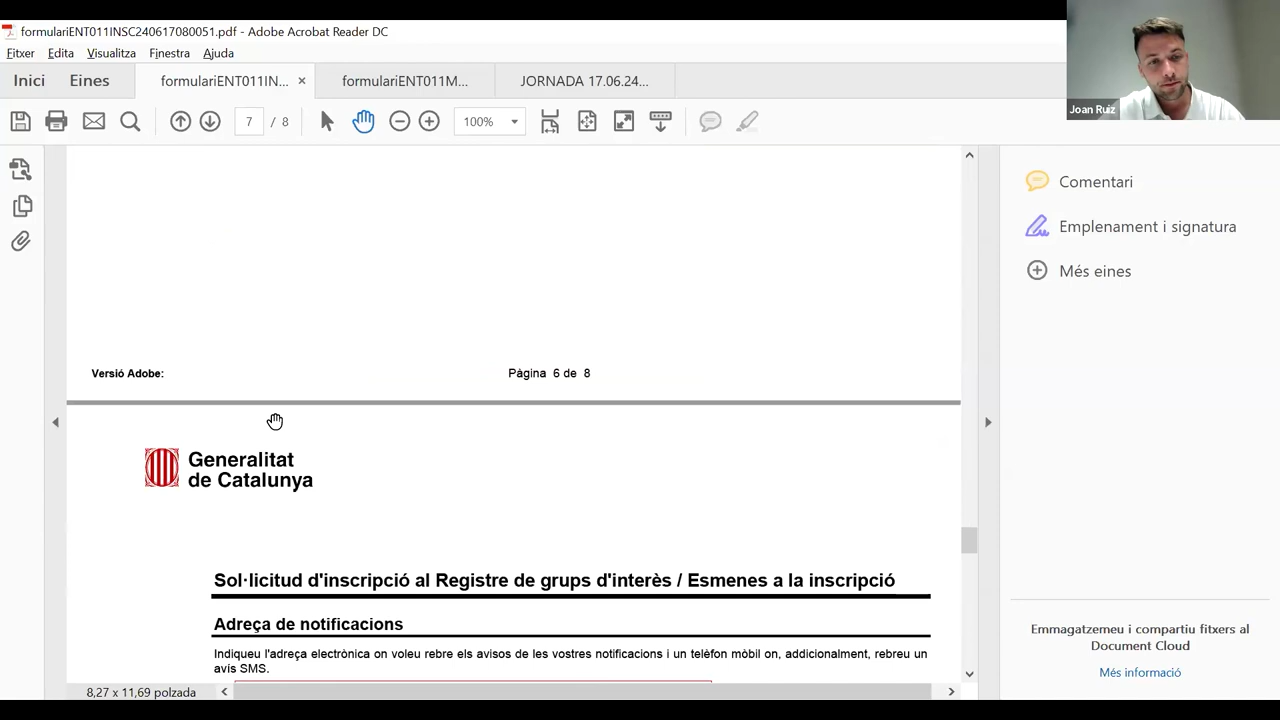 formulariENT011INSC240617080051.pdf - Adobe Acrobat Reader DC
Fitxer Edita Visualitza Finestra Ajuda
Inici Eines formulariENT011IN... × formulariENT011M... JORNADA 17.06.24...
7 / 8 100%
Joan Ruiz
Comentari
Emplenament i signatura
Més eines
Versió Adobe: Pàgina 6 de 8
Generalitat
de Catalunya
Sol·licitud d'inscripció al Registre de grups d'interès / Esmenes a la inscripció
Adreça de notificacions
Indiqueu l'adreça electrònica on voleu rebre els avisos de les vostres notificacions i un telèfon mòbil on, addicionalment, rebreu un
avís SMS.
Emmagatzemeu i compartiu fitxers al
Document Cloud
Més informació
8,27 x 11,69 polzada